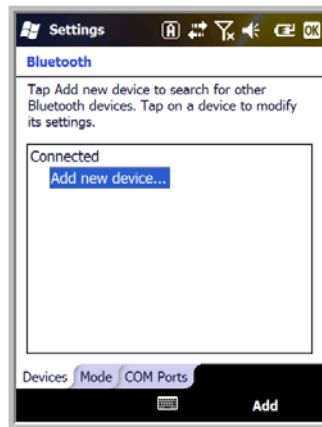 Settings A OK
Bluetooth
Tap Add new device to search for other
Bluetooth devices. Tap on a device to modify
its settings.
Connected
Add new device...
Devices Mode COM Ports
Add